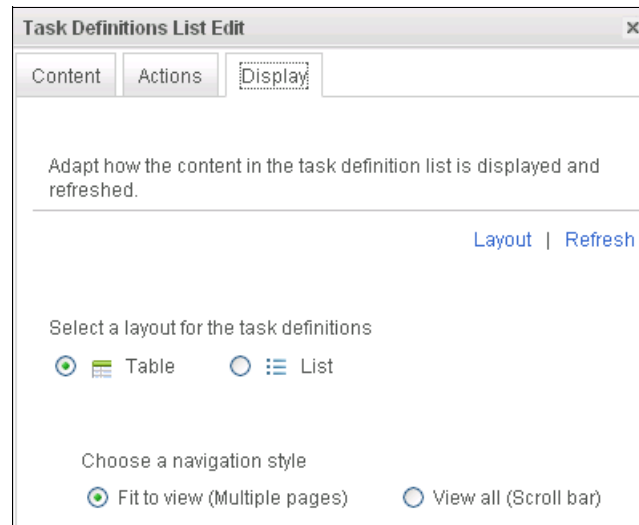 Task Definitions List Edit
Content Actions Display
Adapt how the content in the task definition list is displayed and
refreshed.
Layout | Refresh
Select a layout for the task definitions
Table List
Choose a navigation style
Fit to view (Multiple pages) View all (Scroll bar)